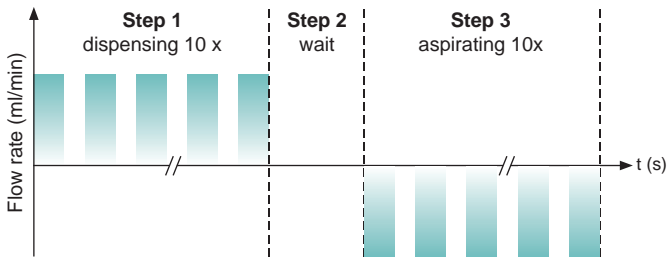 Step 1
dispensing 10 x
Step 2
wait
Step 3
aspirating 10x
Flow rate (ml/min)
t (s)